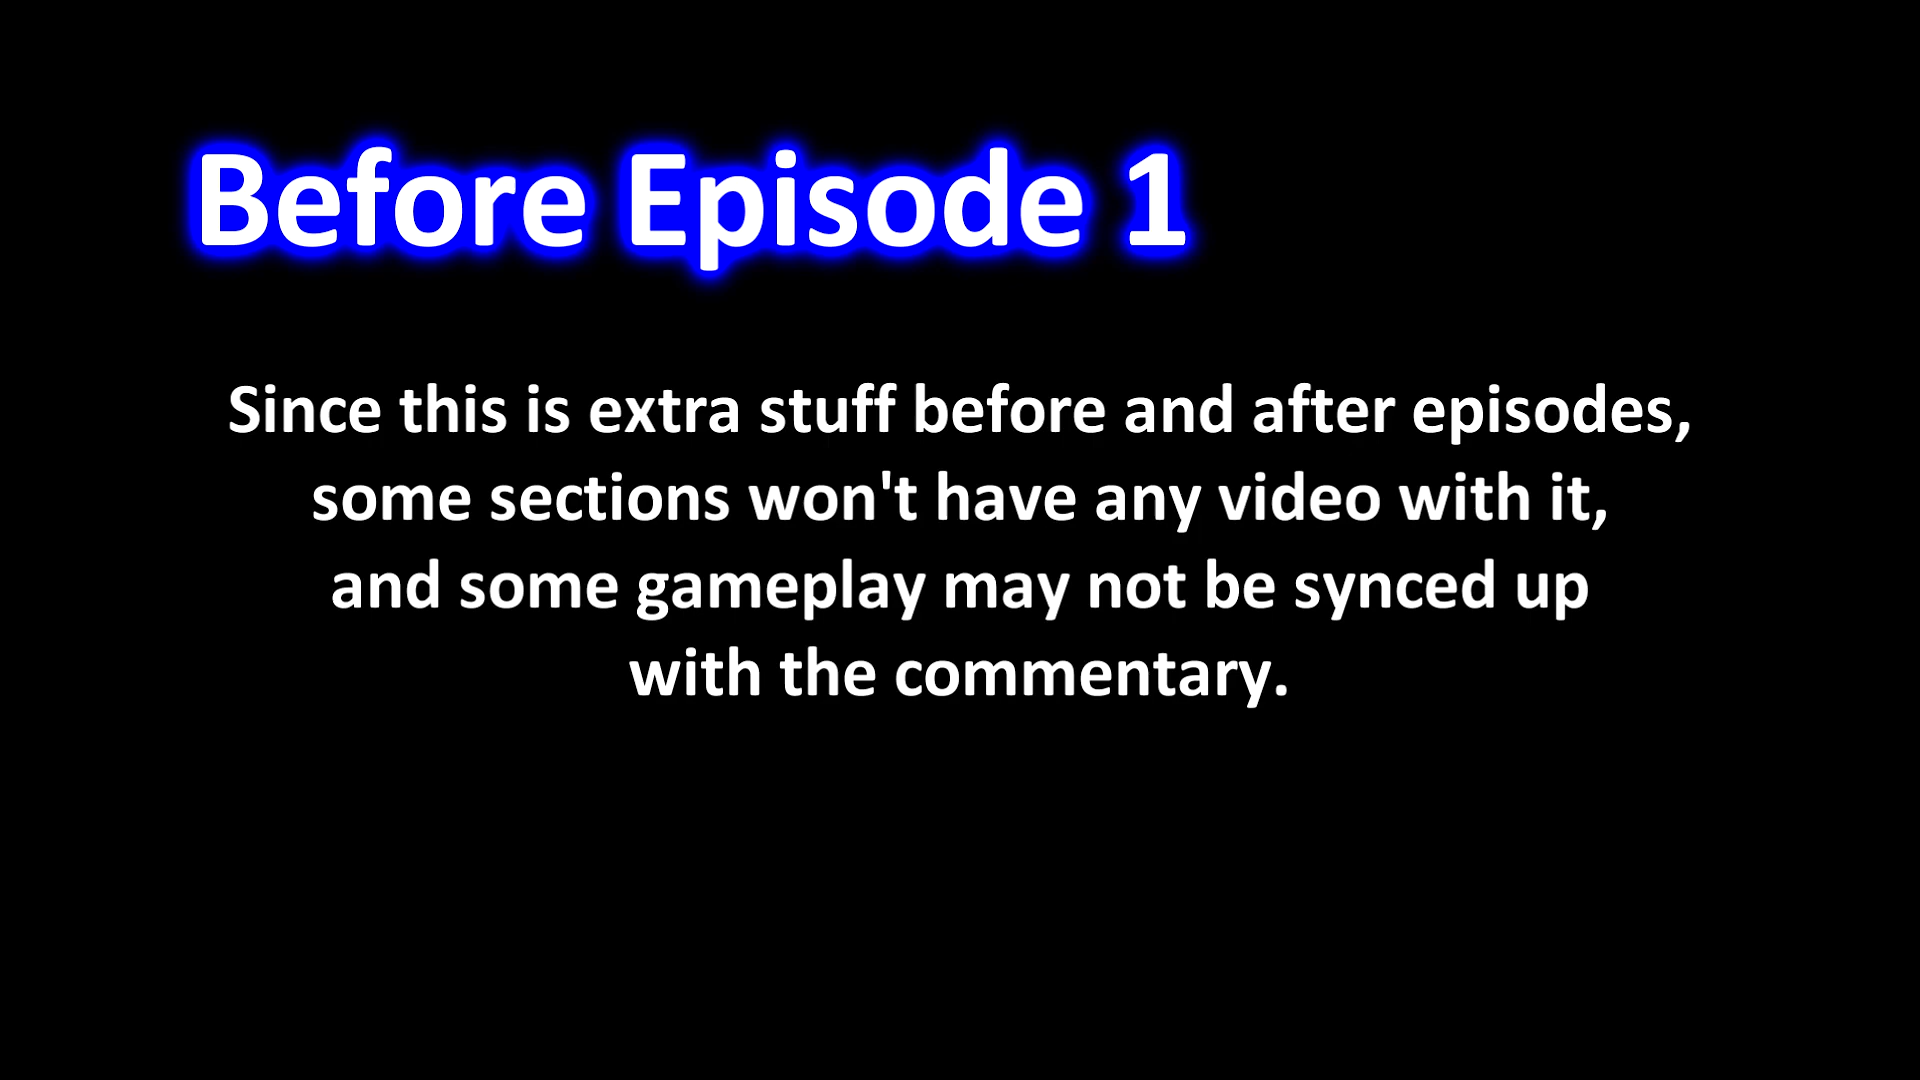 Before Episode 1
Since this is extra stuff before and after episodes,
some sections won't have any video with it,
and some gameplay may not be synced up
with the commentary.